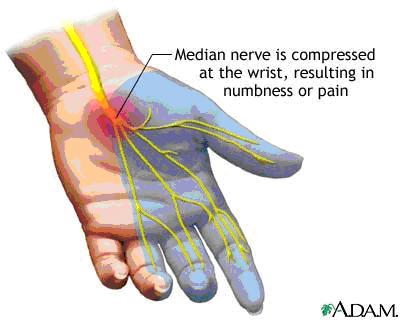 Median nerve is compressed
at the wrist, resulting in
numbness or pain
A.D.A.M.